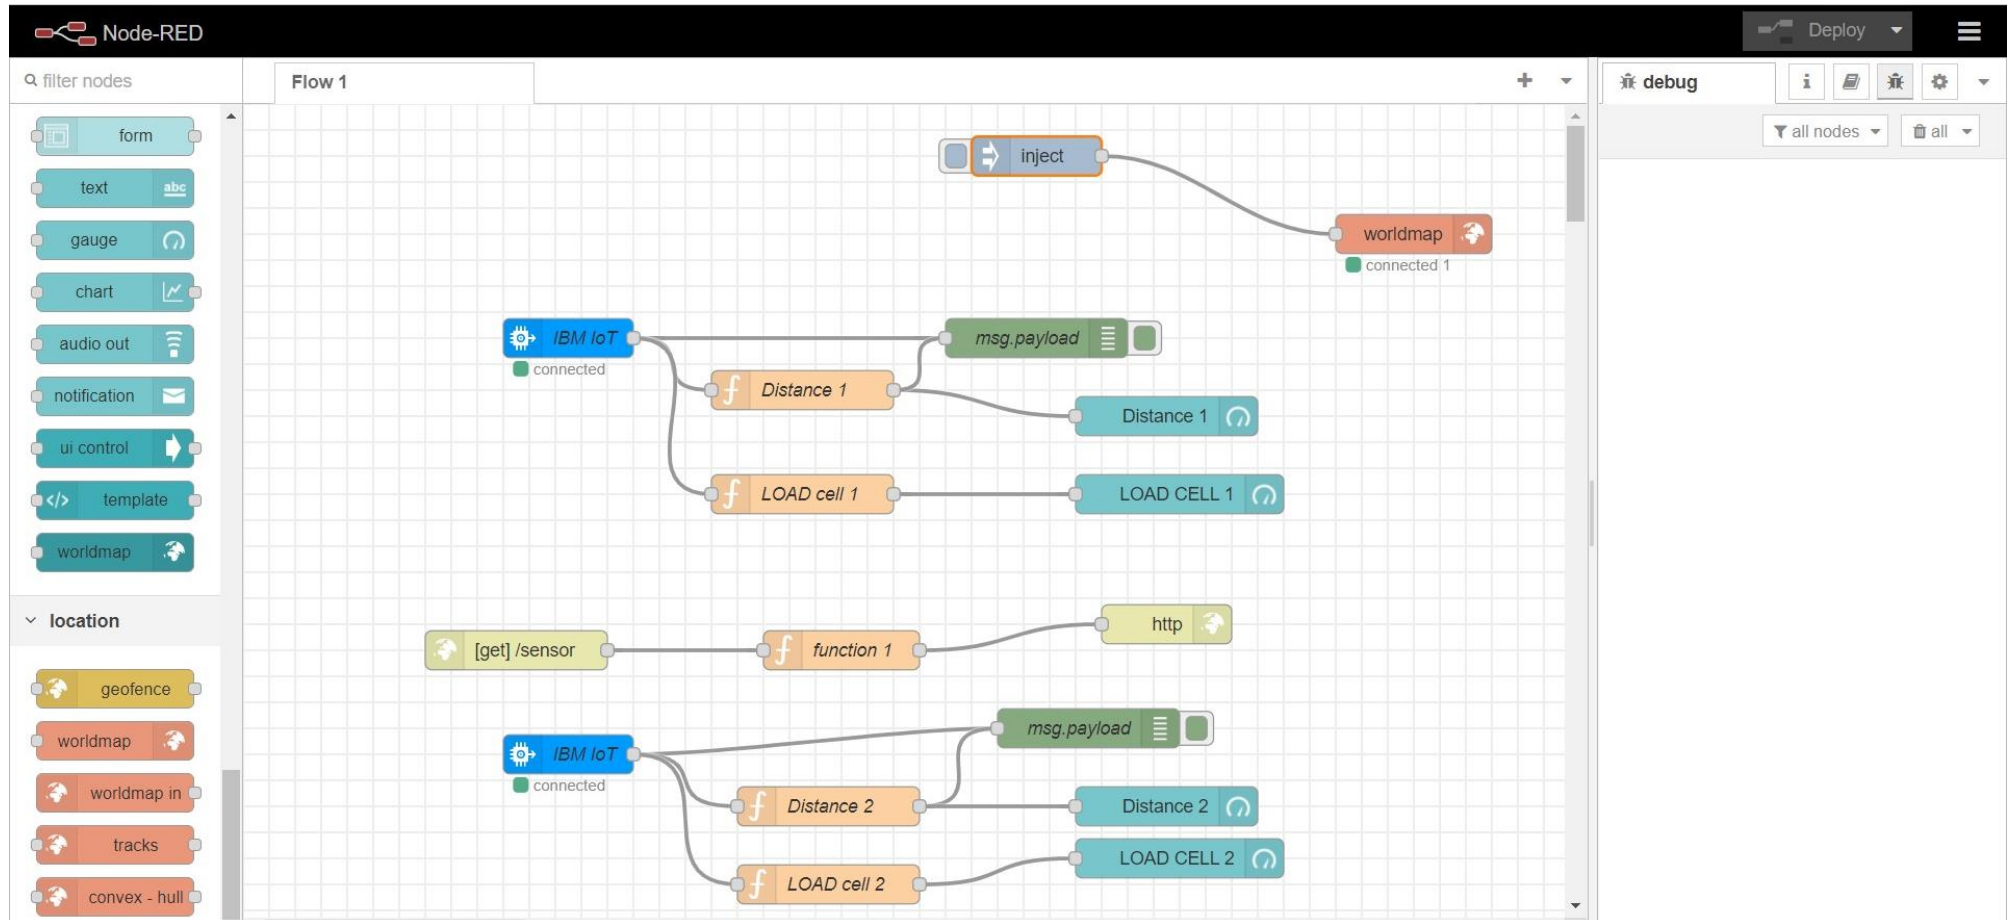 Node-RED
Deploy
filter nodes
Flow 1
debug
i
all nodes
all
form
text
abc
gauge
chart
audio out
notification
ui control
</> template
worldmap
location
geofence
worldmap
worldmap in
tracks
convex - hull
inject
worldmap
connected 1
IBM IoT
connected
msg.payload
f Distance 1
Distance 1
f LOAD cell 1
LOAD CELL 1
[get] /sensor
f function 1
http
IBM IoT
connected
msg.payload
f Distance 2
Distance 2
f LOAD cell 2
LOAD CELL 2